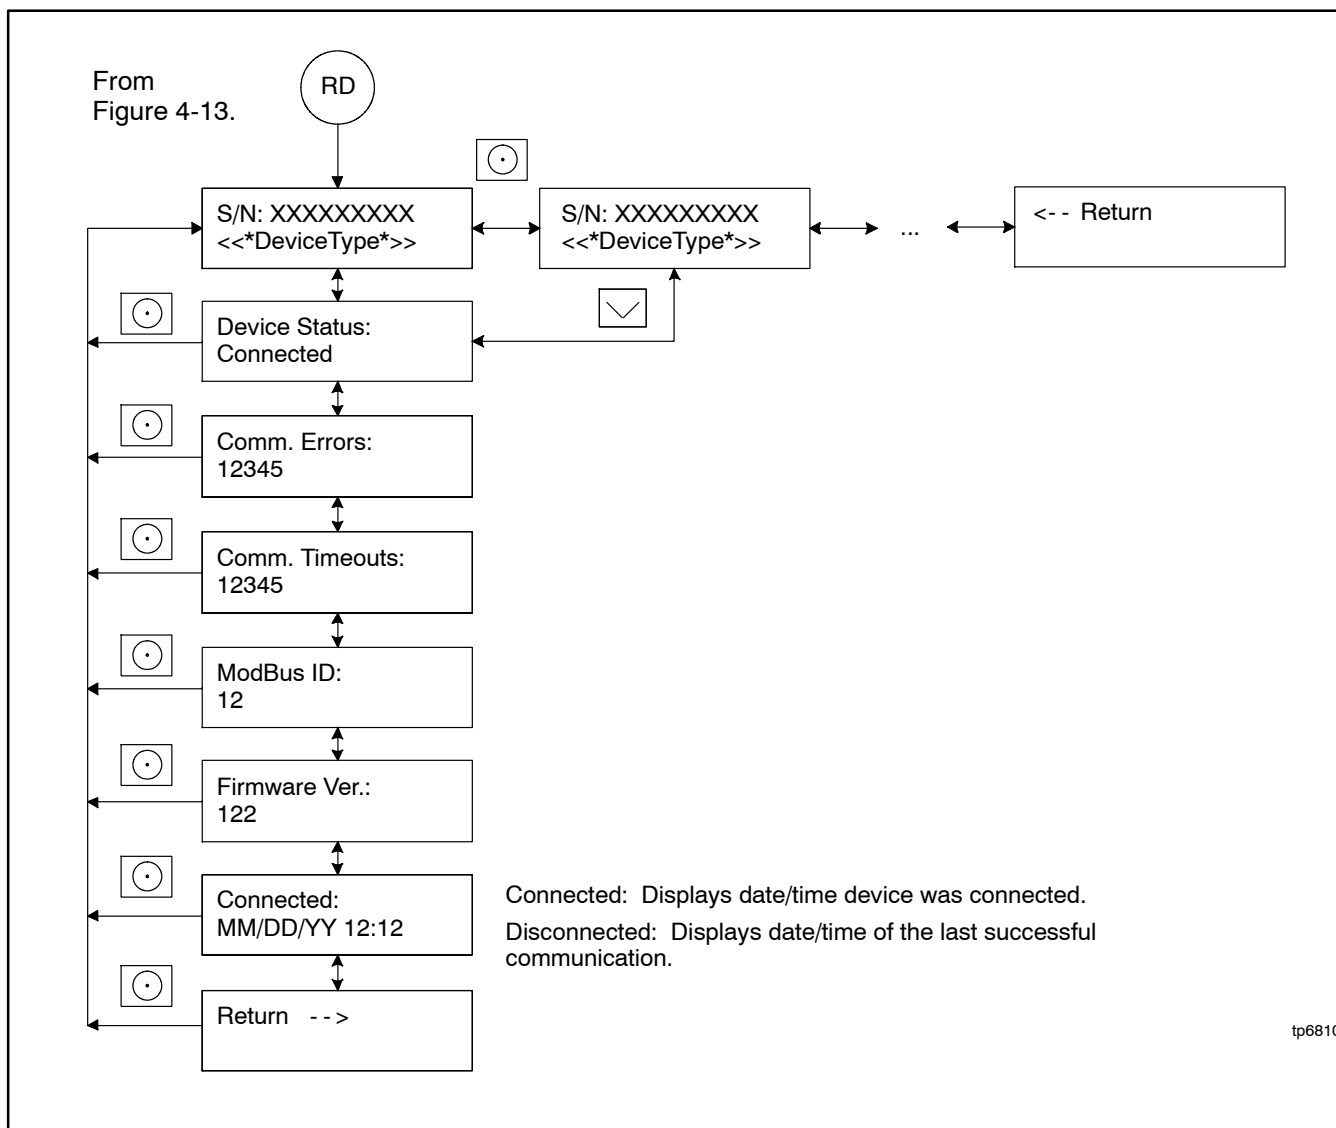 From
Figure 4-13.
RD
S/N: XXXXXXXXX
<<*DeviceType*>>
S/N: XXXXXXXXX
<<*DeviceType*>>
...
<-- Return
Device Status:
Connected
Comm. Errors:
12345
Comm. Timeouts:
12345
ModBus ID:
12
Firmware Ver.:
122
Connected:
MM/DD/YY 12:12
Connected: Displays date/time device was connected.
Disconnected: Displays date/time of the last successful
communication.
Return -->
tp6810